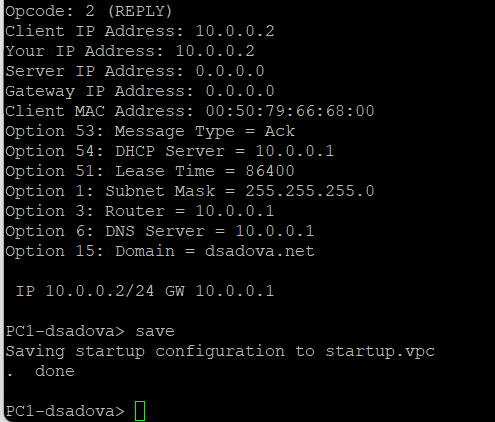 Opcode: 2 (REPLY)
Client IP Address: 10.0.0.2
Your IP Address: 10.0.0.2
Server IP Address: 0.0.0.0
Gateway IP Address: 0.0.0.0
Client MAC Address: 00:50:79:66:68:00
Option 53: Message Type = Ack
Option 54: DHCP Server = 10.0.0.1
Option 51: Lease Time = 86400
Option 1: Subnet Mask = 255.255.255.0
Option 3: Router = 10.0.0.1
Option 6: DNS Server = 10.0.0.1
Option 15: Domain = dsadova.net
IP 10.0.0.2/24 GW 10.0.0.1
PC1-dsadova> save
Saving startup configuration to startup.vpc
.  done
PC1-dsadova>